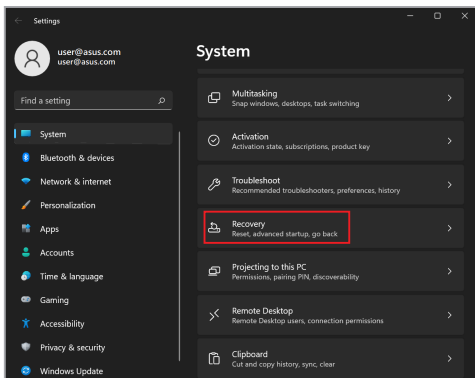 Settings
user@asus.com
user@asus.com
Find a setting
System
Bluetooth & devices
Network & internet
Personalization
Apps
Accounts
Time & language
Gaming
Accessibility
Privacy & security
Windows Update
System
Multitasking
Snap windows, desktops, task switching
Activation
Activation state, subscriptions, product key
Troubleshoot
Recommended troubleshooters, preferences, history
Recovery
Reset, advanced startup, go back
Projecting to this PC
Permissions, pairing PIN, discoverability
Remote Desktop
Remote Desktop users, connection permissions
Clipboard
Cut and copy history, sync, clear